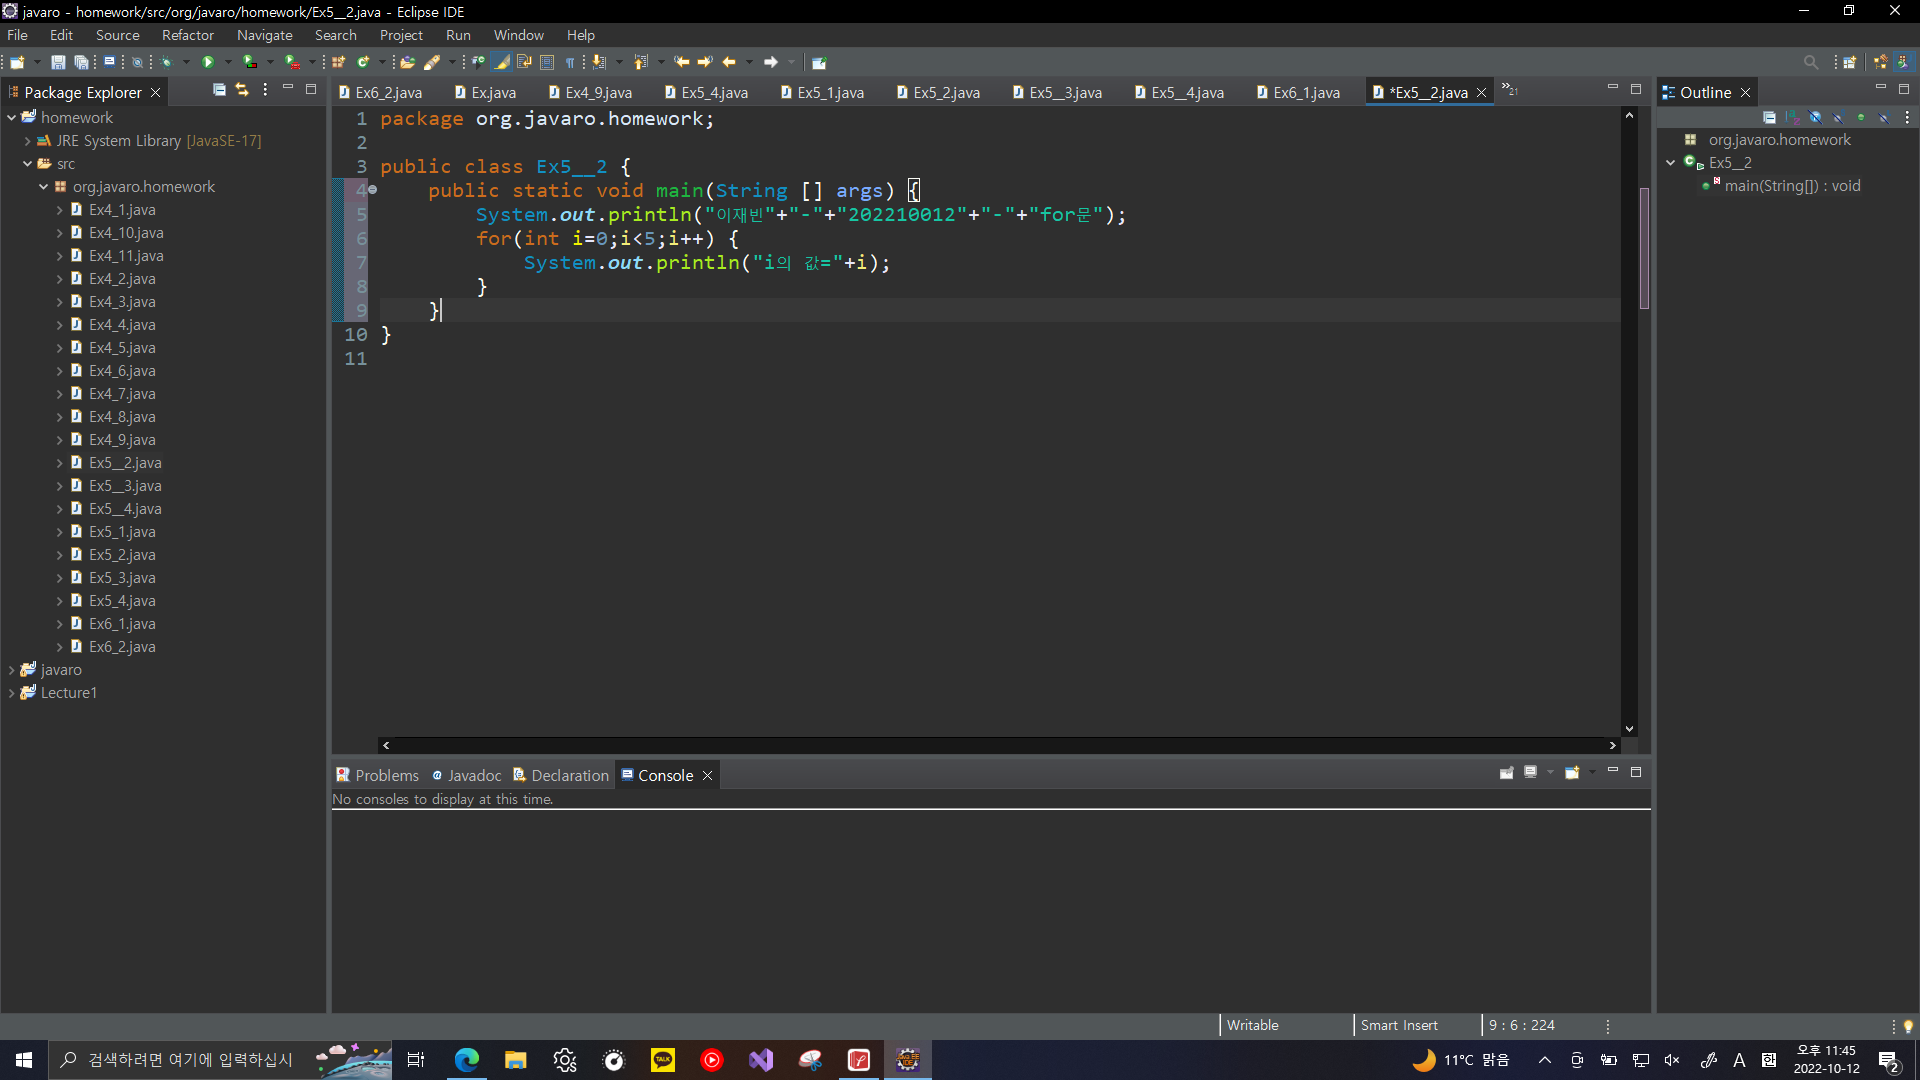 javaro - homework/src/org/javaro/homework/Ex5__2.java - Eclipse IDE
File Edit Source Refactor Navigate Search Project Run Window Help
Package Explorer
homework
JRE System Library [JavaSE-17]
src
org.javaro.homework
Ex4_1.java
Ex4_10.java
Ex4_11.java
Ex4_2.java
Ex4_3.java
Ex4_4.java
Ex4_5.java
Ex4_6.java
Ex4_7.java
Ex4_8.java
Ex4_9.java
Ex5__2.java
Ex5__3.java
Ex5__4.java
Ex5_1.java
Ex5_2.java
Ex5_3.java
Ex5_4.java
Ex6_1.java
Ex6_2.java
javaro
Lecture1
Ex6_2.java Ex.java Ex4_9.java Ex5_4.java Ex5_1.java Ex5_2.java Ex5__3.java Ex5__4.java Ex6_1.java *Ex5__2.java »21
1 package org.javaro.homework;
2
3 public class Ex5__2 {
4 public static void main(String [] args) {
5 System.out.println("이재빈"+"-"+"202210012"+"-"+"for문");
6 for(int i=0;i<5;i++) {
7 System.out.println("i의 값="+i);
8 }
9 }
10 }
11
Outline
org.javaro.homework
Ex5__2
main(String[]) : void
Problems Javadoc Declaration Console
No consoles to display at this time.
Writable Smart Insert 9 : 6 : 224
검색하려면 여기에 입력하십시
TALK
11°C 맑음
A
오후 11:45
2022-10-12
2